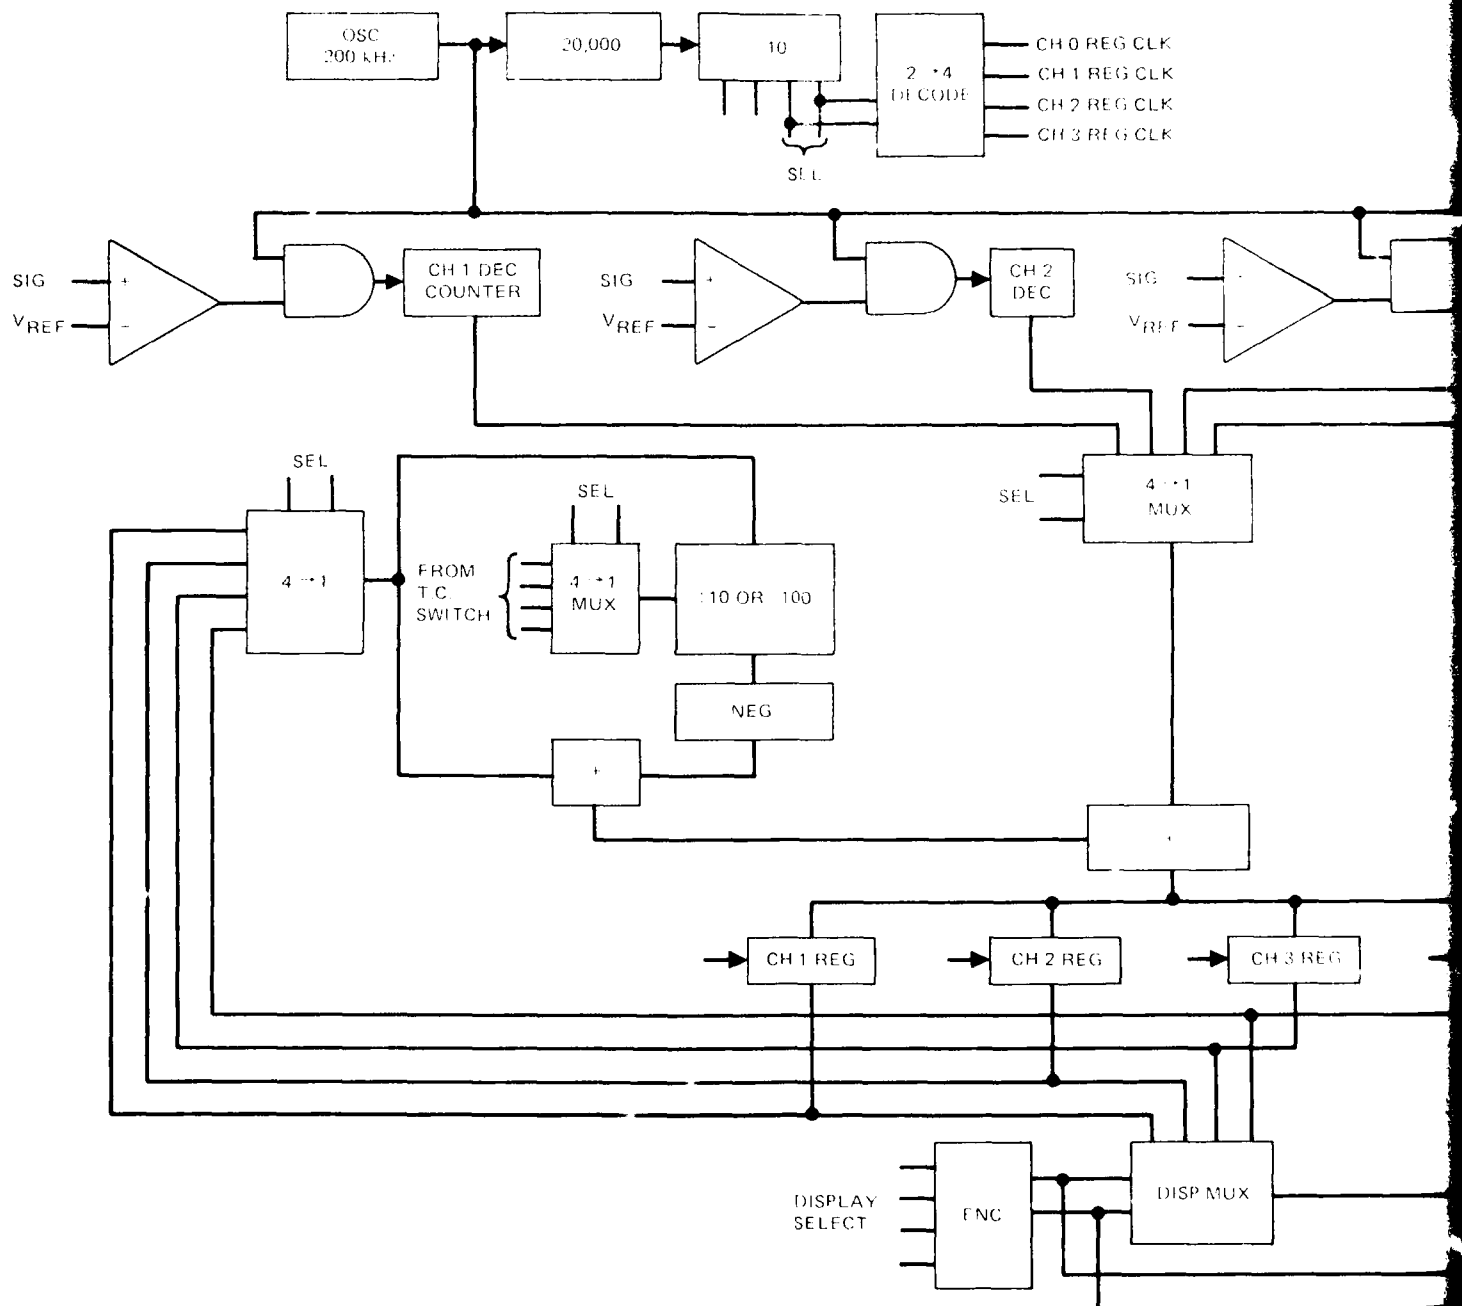 OSC
200 kHz
20,000
10
2 → 4
DECODE
CH 0 REG CLK
CH 1 REG CLK
CH 2 REG CLK
CH 3 REG CLK
SEL
SIG
+
VREF
−
CH 1 DEC
COUNTER
SIG
+
VREF
−
CH 2
DEC
SIG
VREF
−
SEL
4 → 1
SEL
FROM
T.C.
SWITCH
4 → 1
MUX
10 OR 100
SEL
4 → 1
MUX
NEG
+
+
CH 1 REG
CH 2 REG
CH 3 REG
DISPLAY
SELECT
ENC
DISP MUX